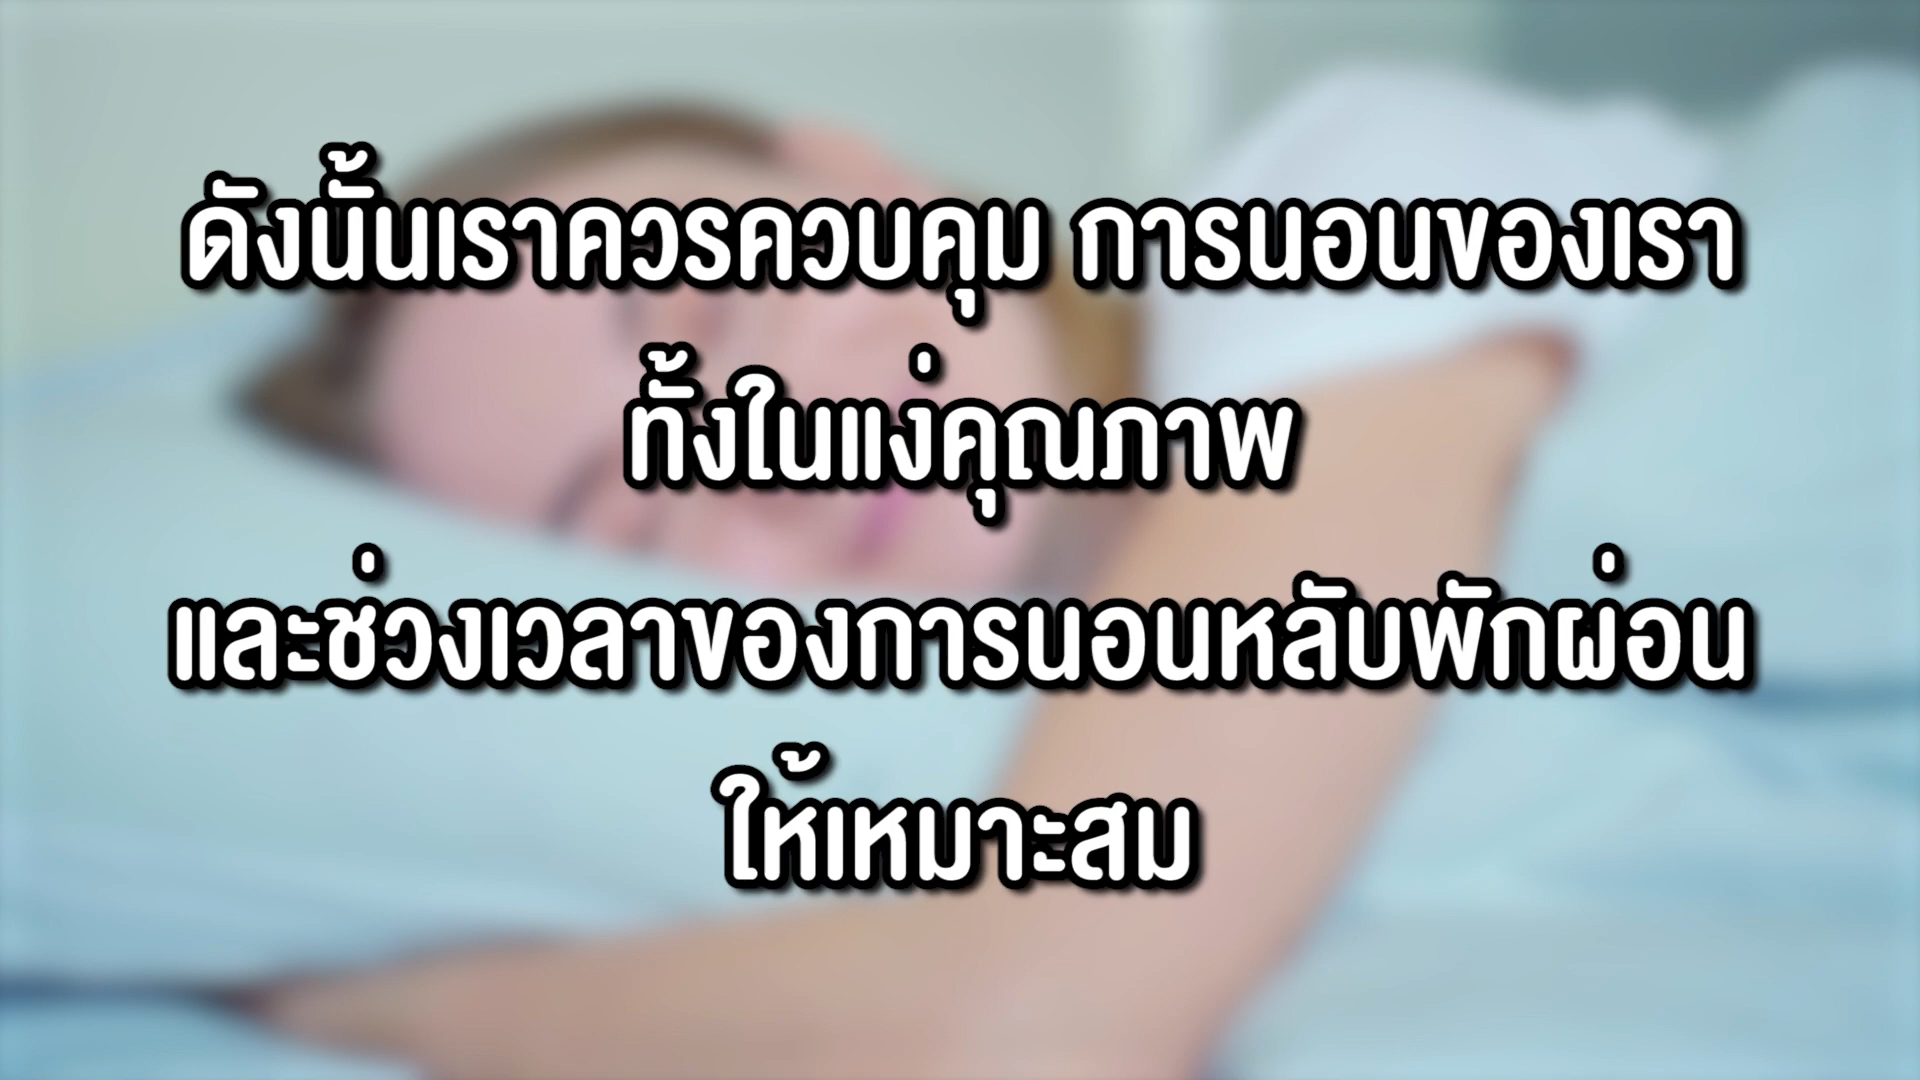 ดังนั้นเราควรควบคุม การนอนของเรา
ทั้งในแง่คุณภาพ
และช่วงเวลาของการนอนหลับพักผ่อน
ให้เหมาะสม